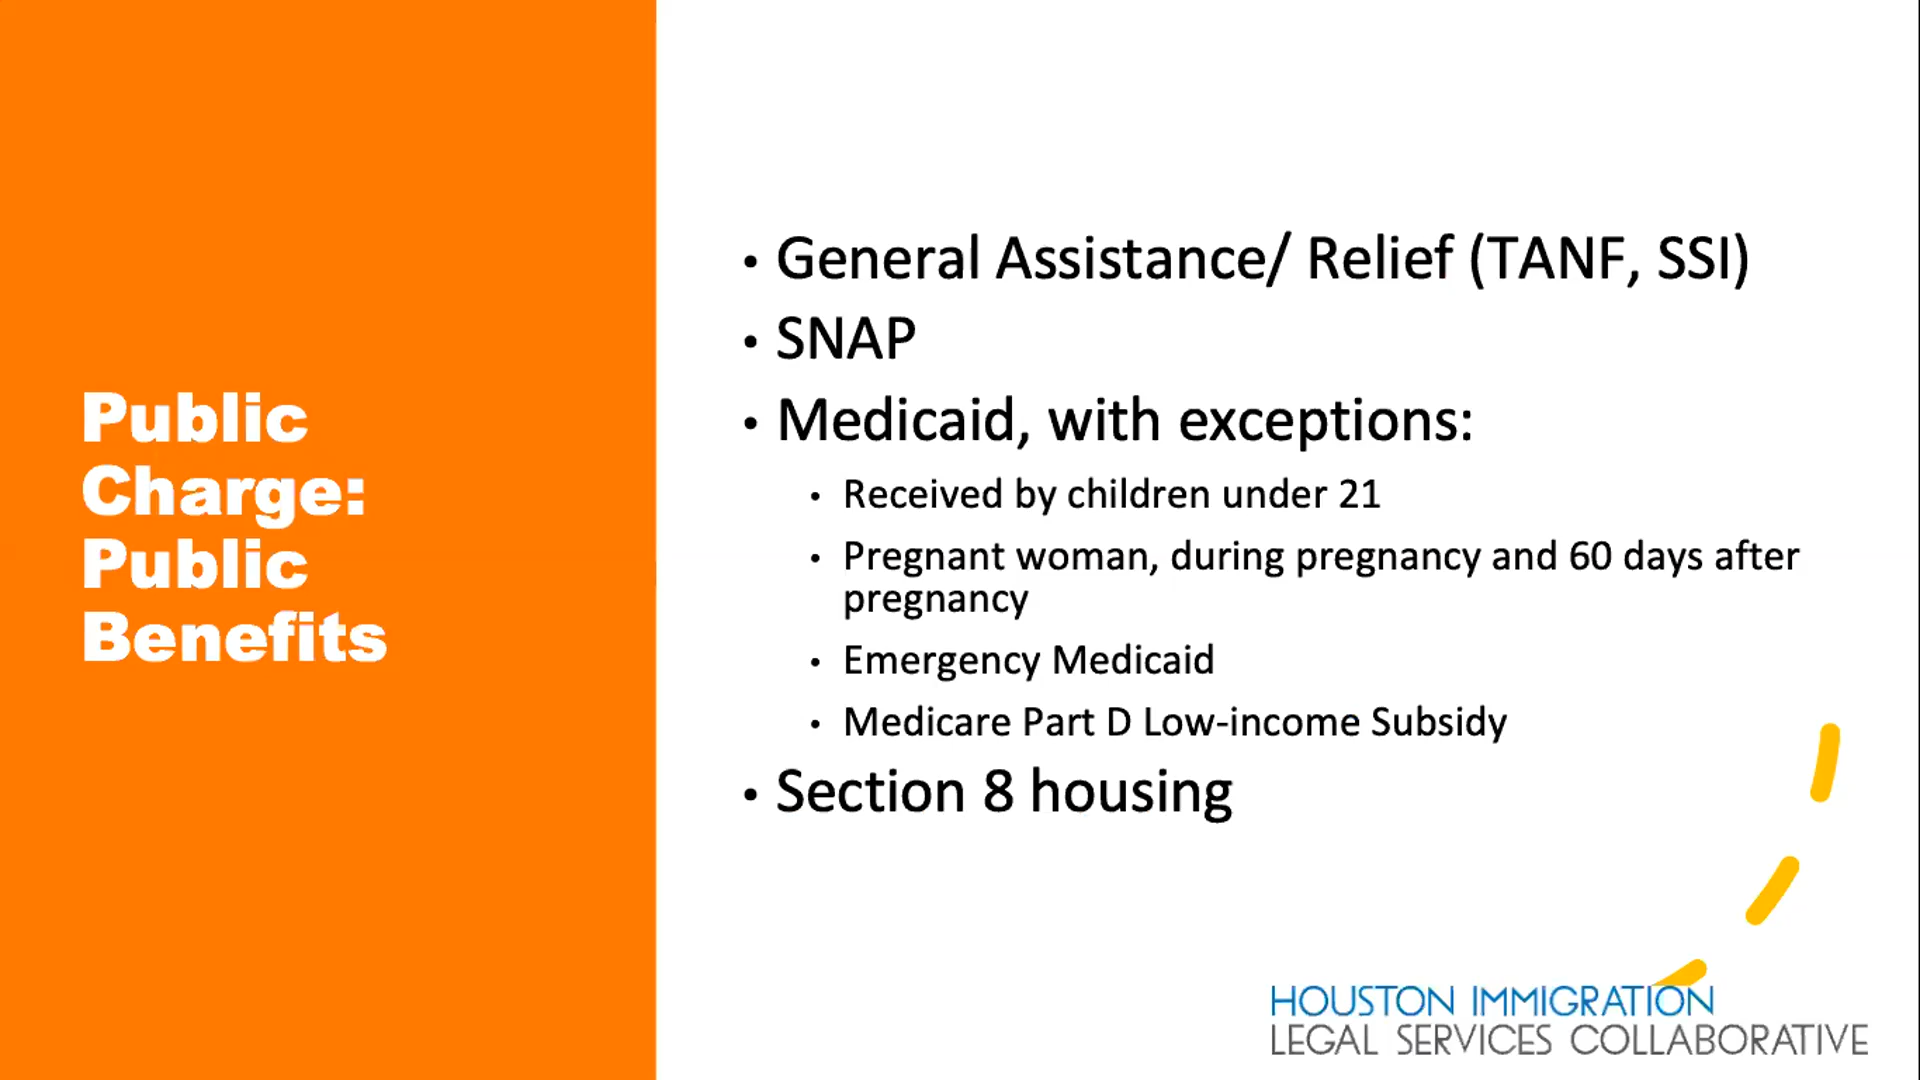 Public
Charge:
Public
Benefits
• General Assistance/ Relief (TANF, SSI)
• SNAP
• Medicaid, with exceptions:
• Received by children under 21
• Pregnant woman, during pregnancy and 60 days after
pregnancy
• Emergency Medicaid
• Medicare Part D Low-income Subsidy
• Section 8 housing
HOUSTON IMMIGRATION
LEGAL SERVICES COLLABORATIVE